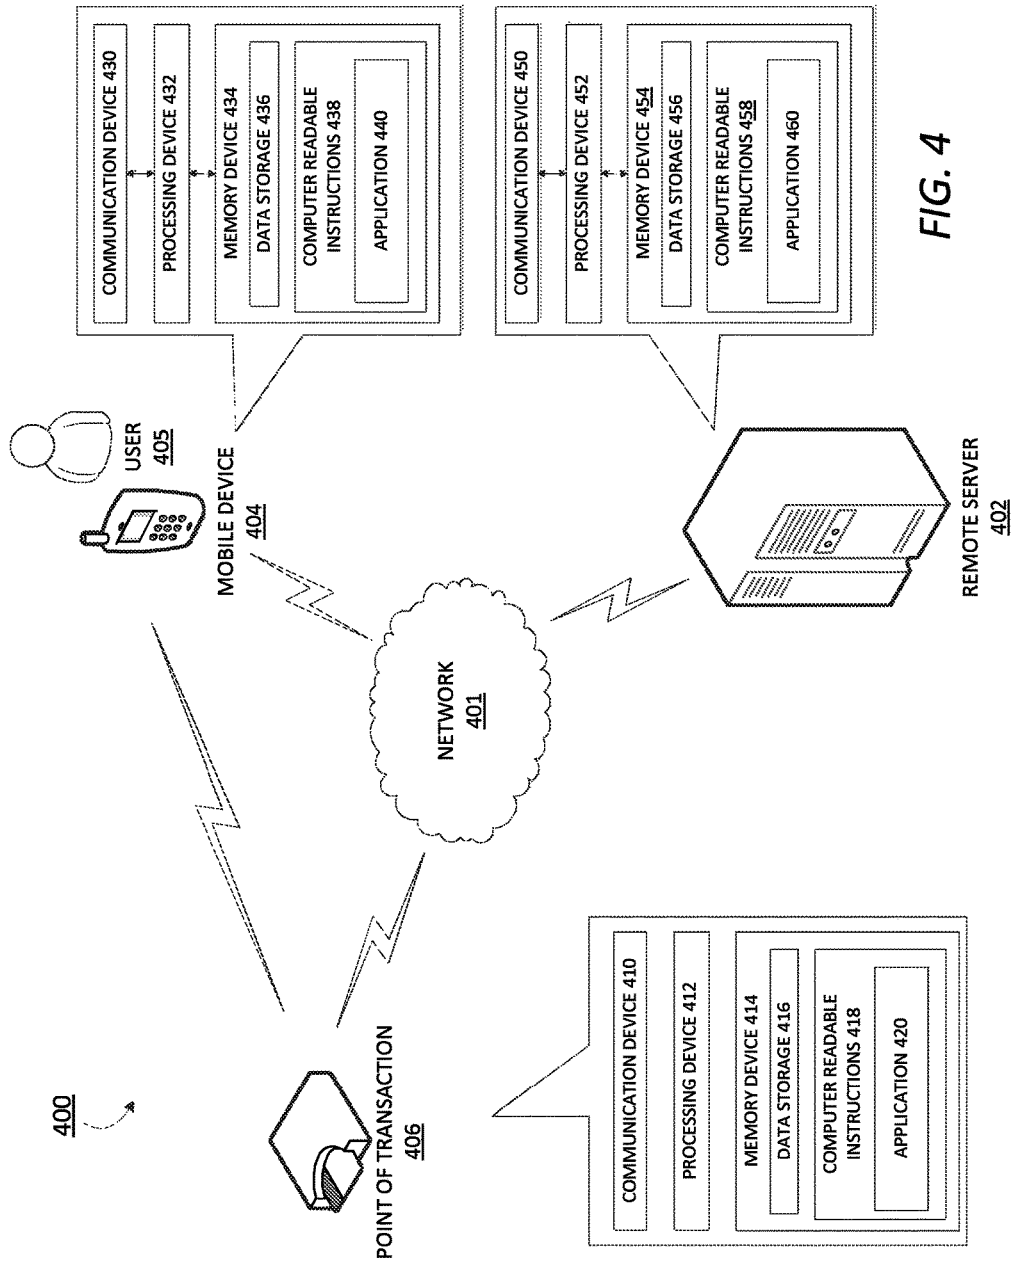 400
USER
405
MOBILE DEVICE
404
COMMUNICATION DEVICE 430
PROCESSING DEVICE 432
MEMORY DEVICE 434
DATA STORAGE 436
COMPUTER READABLE
INSTRUCTIONS 438
APPLICATION 440
POINT OF TRANSACTION
406
NETWORK
401
COMMUNICATION DEVICE 410
PROCESSING DEVICE 412
MEMORY DEVICE 414
DATA STORAGE 416
COMPUTER READABLE
INSTRUCTIONS 418
APPLICATION 420
REMOTE SERVER
402
COMMUNICATION DEVICE 450
PROCESSING DEVICE 452
MEMORY DEVICE 454
DATA STORAGE 456
COMPUTER READABLE
INSTRUCTIONS 458
APPLICATION 460
FIG. 4